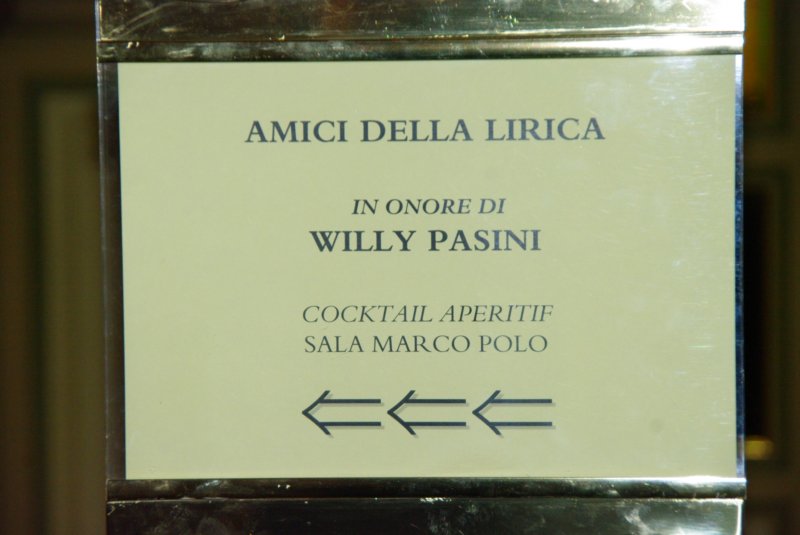 AMICI DELLA LIRICA
IN ONORE DI
WILLY PASINI
COCKTAIL APERITIF
SALA MARCO POLO